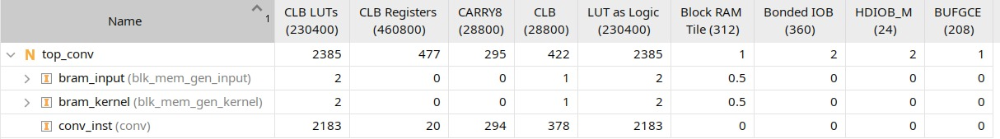 Name 1 CLB LUTs (230400) CLB Registers (460800) CARRY8 (28800) CLB (28800) LUT as Logic (230400) Block RAM Tile (312) Bonded IOB (360) HDIOB_M (24) BUFGCE (208)
N top_conv 2385 477 295 422 2385 1 2 2 1
I bram_input (blk_mem_gen_input) 2 0 0 1 2 0.5 0 0 0
I bram_kernel (blk_mem_gen_kernel) 2 0 0 1 2 0.5 0 0 0
I conv_inst (conv) 2183 20 294 378 2183 0 0 0 0